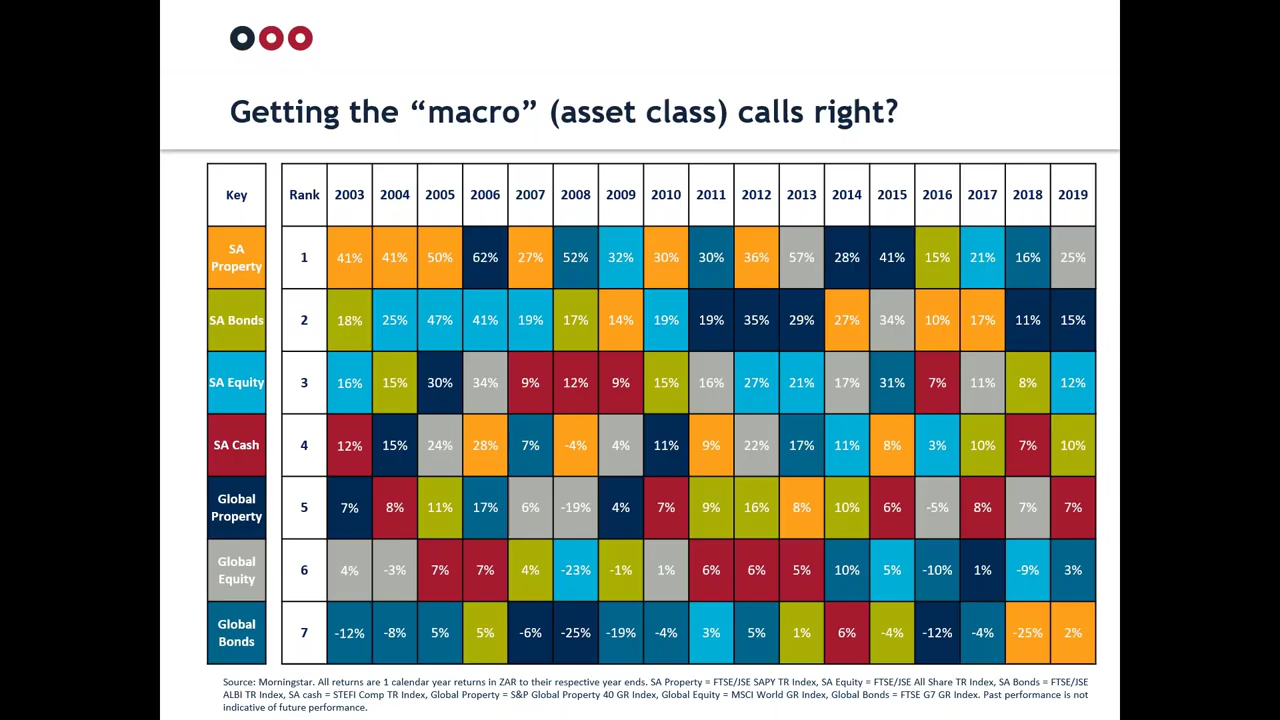 Getting the “macro” (asset class) calls right?
Key Rank 2003 2004 2005 2006 2007 2008 2009 2010 2011 2012 2013 2014 2015 2016 2017 2018 2019
SA
Property
1 41% 41% 50% 62% 27% 52% 32% 30% 30% 36% 57% 28% 41% 15% 21% 16% 25%
SA Bonds 2 18% 25% 47% 41% 19% 17% 14% 19% 19% 35% 29% 27% 34% 10% 17% 11% 15%
SA Equity 3 16% 15% 30% 34% 9% 12% 9% 15% 16% 27% 21% 17% 31% 7% 11% 8% 12%
SA Cash 4 12% 15% 24% 28% 7% -4% 4% 11% 9% 22% 17% 11% 8% 3% 10% 7% 10%
Global
Property
5 7% 8% 11% 17% 6% -19% 4% 7% 9% 16% 8% 10% 6% -5% 8% 7% 7%
Global
Equity
6 4% -3% 7% 7% 4% -23% -1% 1% 6% 6% 5% 10% 5% -10% 1% -9% 3%
Global
Bonds
7 -12% -8% 5% 5% -6% -25% -19% -4% 3% 5% 1% 6% -4% -12% -4% -25% 2%
Source: Morningstar. All returns are 1 calendar year returns in ZAR to their respective year ends. SA Property = FTSE/JSE SAPY TR Index, SA Equity = FTSE/JSE All Share TR Index, SA Bonds = FTSE/JSE
ALBI TR Index, SA cash = STEFI Comp TR Index, Global Property = S&P Global Property 40 GR Index, Global Equity = MSCI World GR Index, Global Bonds = FTSE G7 GR Index. Past performance is not
indicative of future performance.